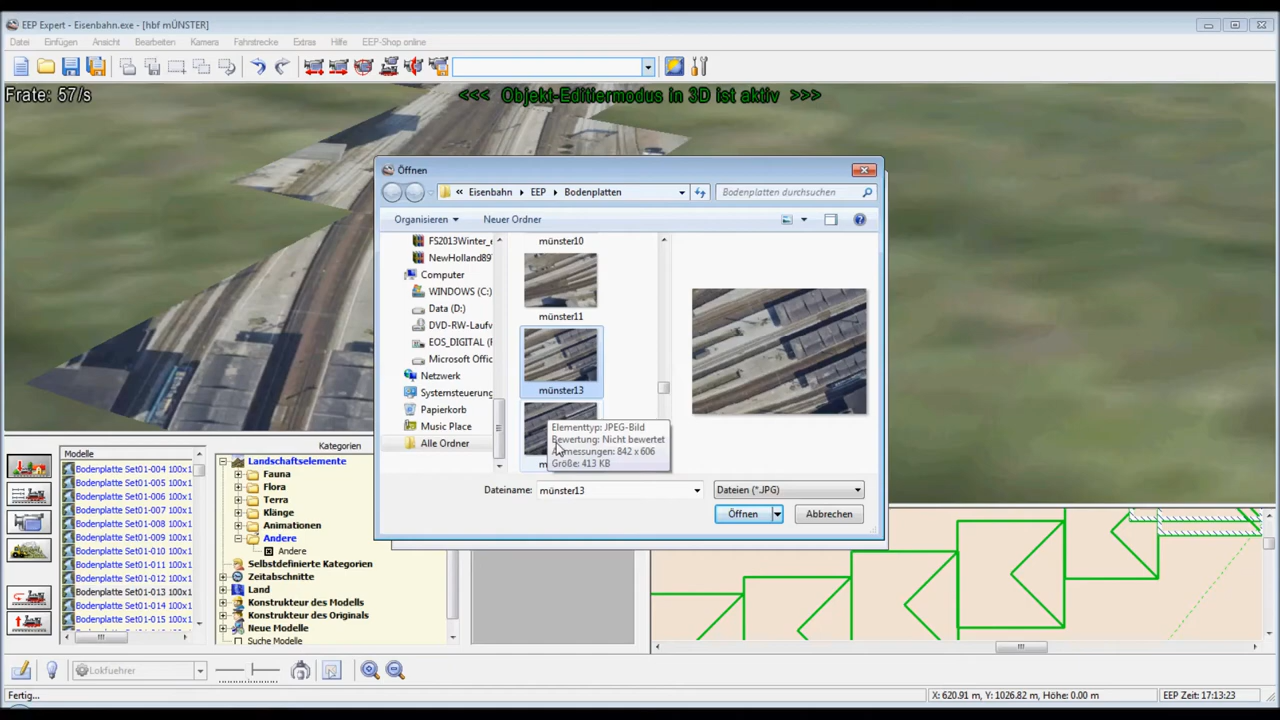 EEP Expert - Eisenbahn.exe - [hbf mÜNSTER]
Datei Einfügen Ansicht Bearbeiten Kamera Fahrstrecke Extras Hilfe EEP-Shop online
Frate: 57/s
<<< Objekt-Editiermodus in 3D ist aktiv >>>
Öffnen
« Eisenbahn EEP Bodenplatten
Bodenplatten durchsuchen
Organisieren Neuer Ordner
FS2013Winter_e
NewHolland89
Computer
WINDOWS (C:)
Data (D:)
DVD-RW-Laufw
EOS_DIGITAL (F
Microsoft Offic
Netzwerk
Systemsteuerung
Papierkorb
Music Place
Alle Ordner
münster10
münster11
münster13
Elementtyp: JPEG-Bild
Bewertung: Nicht bewertet
Abmessungen: 842 x 606
Größe: 413 KB
Dateiname: münster13
Dateien (*.JPG)
Öffnen Abbrechen
Modelle
Bodenplatte Set01-004 100x1
Bodenplatte Set01-005 100x1
Bodenplatte Set01-006 100x1
Bodenplatte Set01-007 100x1
Bodenplatte Set01-008 100x1
Bodenplatte Set01-009 100x1
Bodenplatte Set01-010 100x1
Bodenplatte Set01-011 100x1
Bodenplatte Set01-012 100x1
Bodenplatte Set01-013 100x1
Bodenplatte Set01-014 100x1
Bodenplatte Set01-015 100x1
Kategorien
Landschaftselemente
Fauna
Flora
Terra
Klänge
Animationen
Andere
Andere
Selbstdefinierte Kategorien
Zeitabschnitte
Land
Konstrukteur des Modells
Konstrukteur des Originals
Neue Modelle
Suche Modelle
Lokfuehrer
Fertig...
X: 620.91 m, Y: 1026.82 m, Höhe: 0.00 m
EEP Zeit: 17:13:23